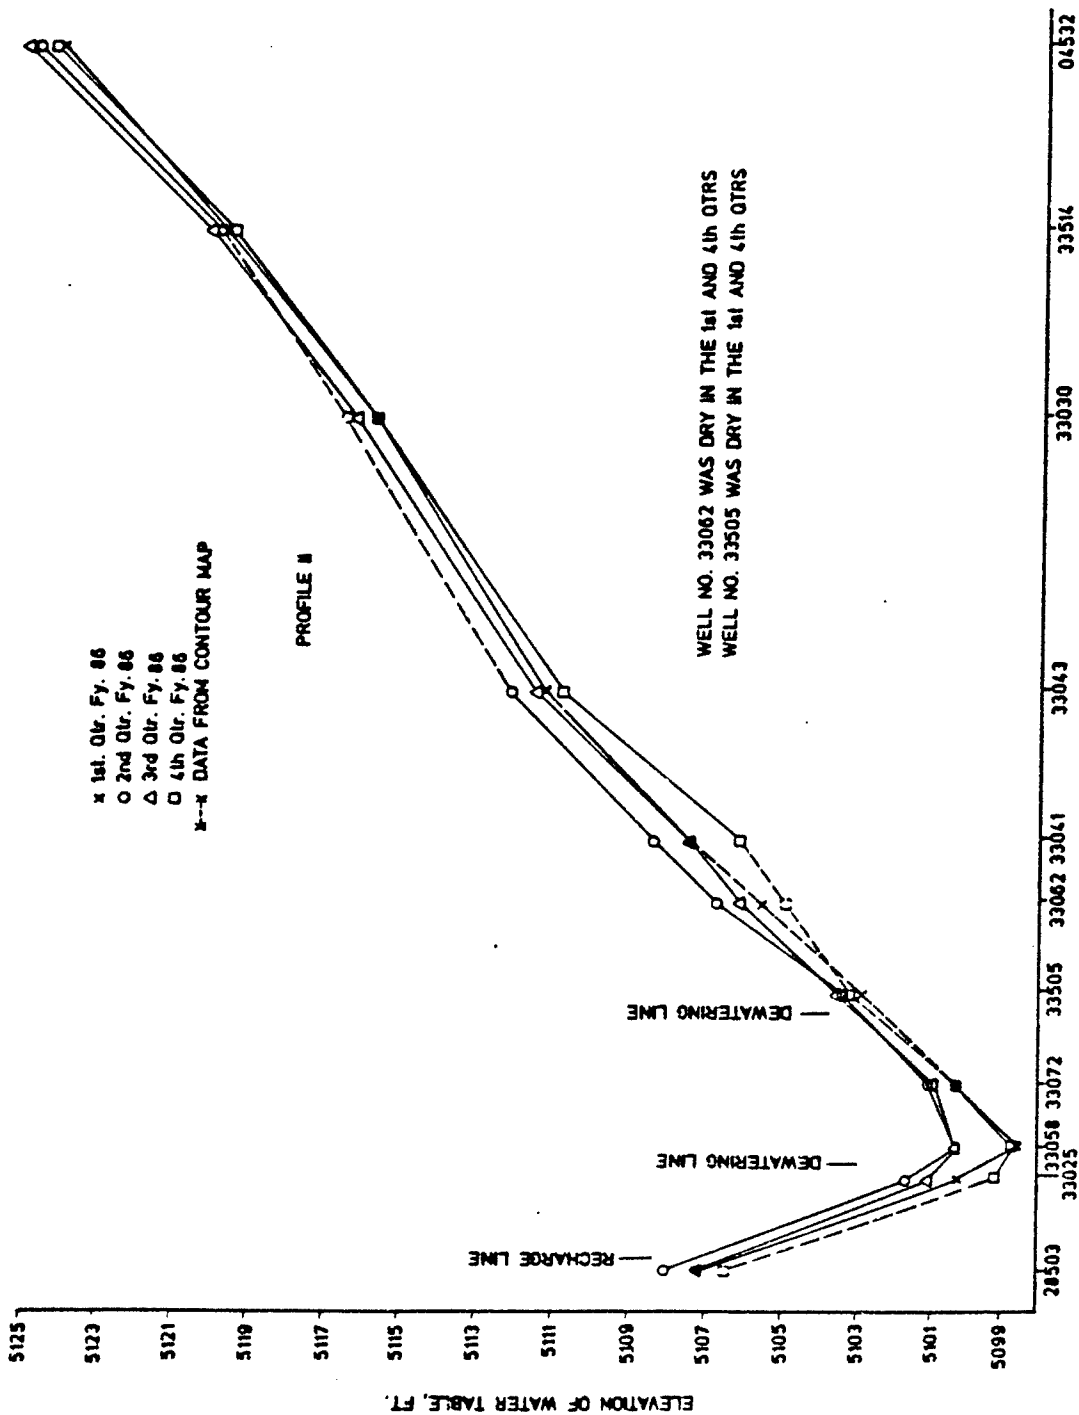 x 1st. Qtr. Fy. 86
o 2nd Qtr. Fy. 86
△ 3rd Qtr. Fy. 86
□ 4th Qtr. Fy. 86
x--x DATA FROM CONTOUR MAP
PROFILE II
WELL NO. 33062 WAS DRY IN THE 1st AND 4th QTRS
WELL NO. 33505 WAS DRY IN THE 1st AND 4th QTRS
RECHARGE LINE
DEWATERING LINE
DEWATERING LINE
ELEVATION OF WATER TABLE, FT.
5125
5123
5121
5119
5117
5115
5113
5111
5109
5107
5105
5103
5101
5099
28503
33025
33058
33072
33505
33062
33041
33043
33030
33514
04532